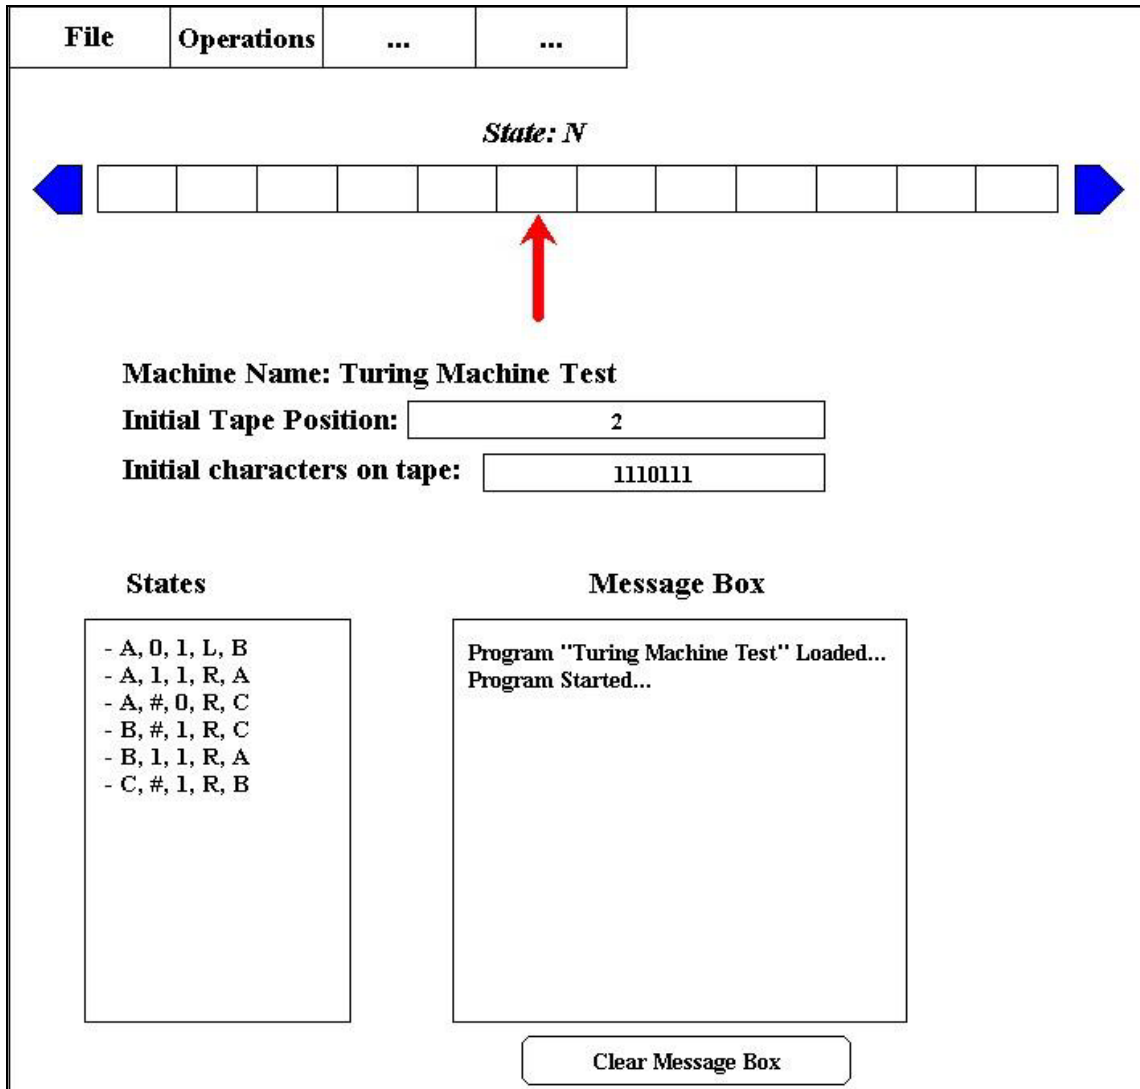 File Operations ... ...
State: N
Machine Name: Turing Machine Test
Initial Tape Position: 2
Initial characters on tape: 1110111
States
- A, 0, 1, L, B
- A, 1, 1, R, A
- A, #, 0, R, C
- B, #, 1, R, C
- B, 1, 1, R, A
- C, #, 1, R, B
Message Box
Program "Turing Machine Test" Loaded...
Program Started...
Clear Message Box